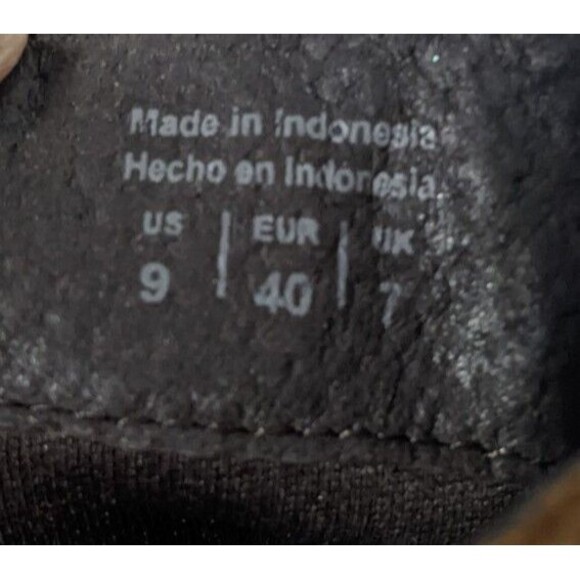 Made in Indonesia
Hecho en Indonesia
US | EUR | UK
9 | 40 | 7